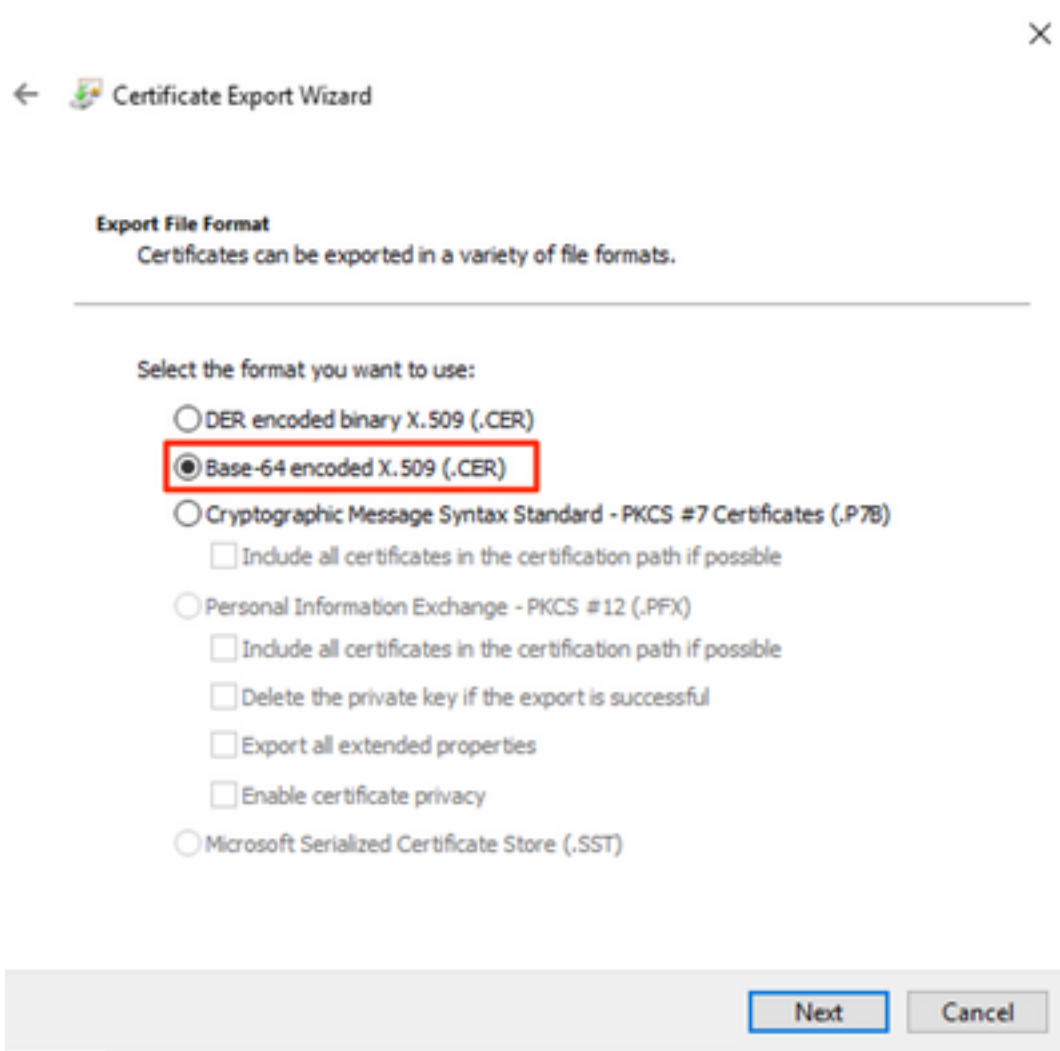 Certificate Export Wizard
Export File Format
Certificates can be exported in a variety of file formats.
Select the format you want to use:
DER encoded binary X.509 (.CER)
Base-64 encoded X.509 (.CER)
Cryptographic Message Syntax Standard - PKCS #7 Certificates (.P7B)
Include all certificates in the certification path if possible
Personal Information Exchange - PKCS #12 (.PFX)
Include all certificates in the certification path if possible
Delete the private key if the export is successful
Export all extended properties
Enable certificate privacy
Microsoft Serialized Certificate Store (.SST)
Next Cancel